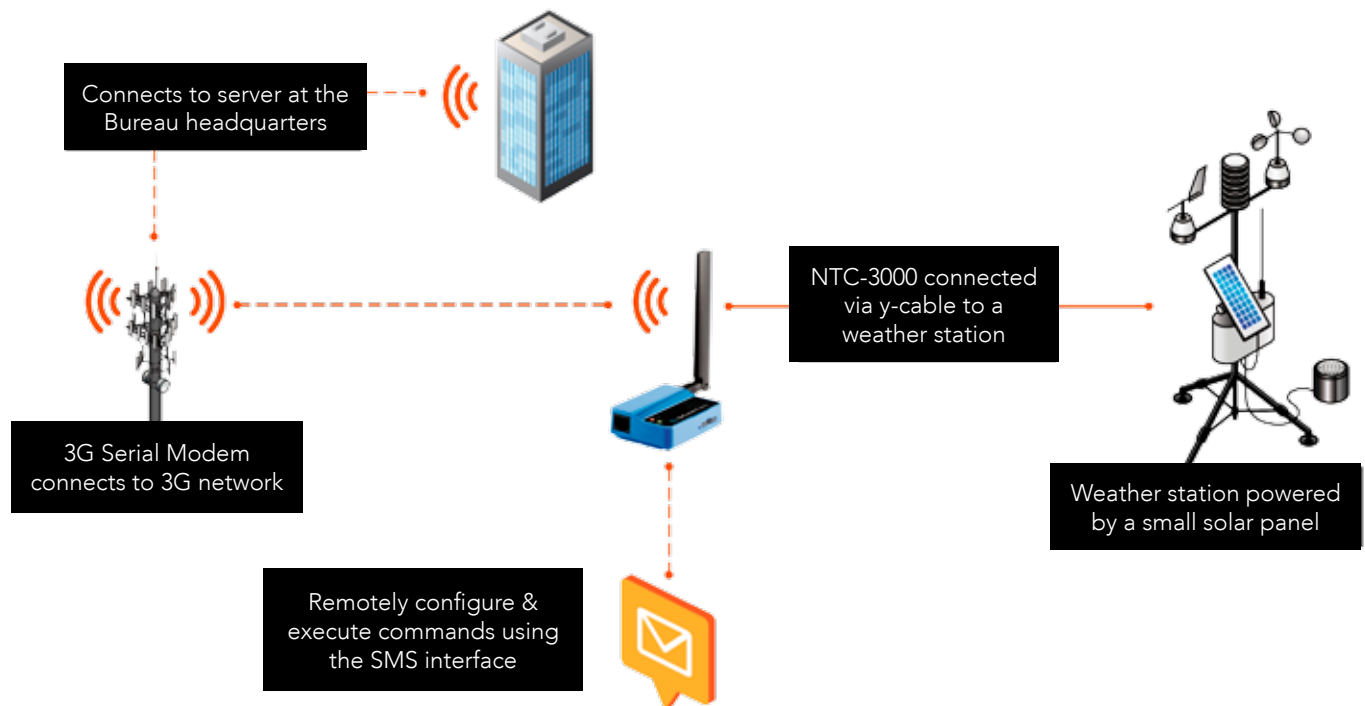 Connects to server at the
Bureau headquarters
NTC-3000 connected
via y-cable to a
weather station
3G Serial Modem
connects to 3G network
Weather station powered
by a small solar panel
Remotely configure &
execute commands using
the SMS interface